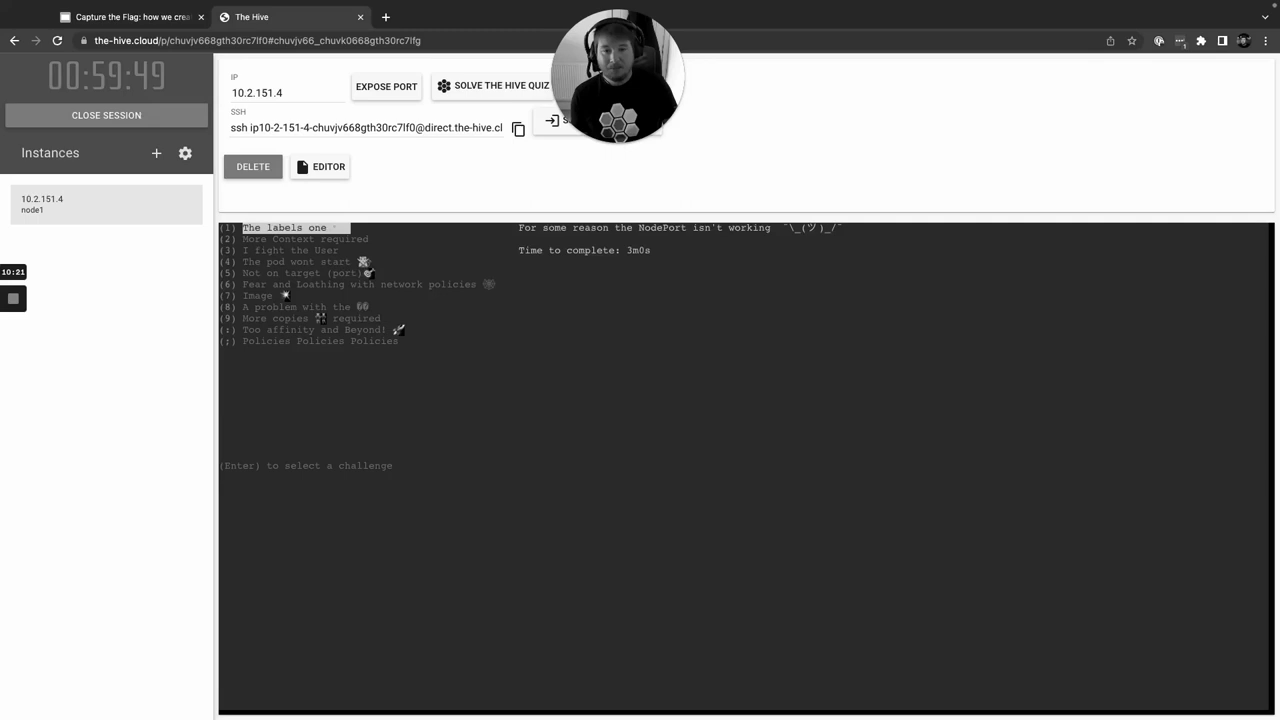 Capture the Flag: how we crea
The Hive
the-hive.cloud/p/chuvjv668gth30rc7lf0#chuvjv66_chuvk0668gth30rc7lfg
00:59:49
CLOSE SESSION
Instances
10.2.151.4
node1
10:21
IP
10.2.151.4
EXPOSE PORT
SOLVE THE HIVE QUIZ
SSH
ssh ip10-2-151-4-chuvjv668gth30rc7lf0@direct.the-hive.cl
DELETE
EDITOR
(1) The labels one
(2) More Context required
(3) I fight the User
(4) The pod wont start
(5) Not on target (port)
(6) Fear and Loathing with network policies
(7) Image
(8) A problem with the
(9) More copies required
(:) Too affinity and Beyond!
(;) Policies Policies Policies
For some reason the NodePort isn't working ¯\_(ツ)_/¯
Time to complete: 3m0s
(Enter) to select a challenge